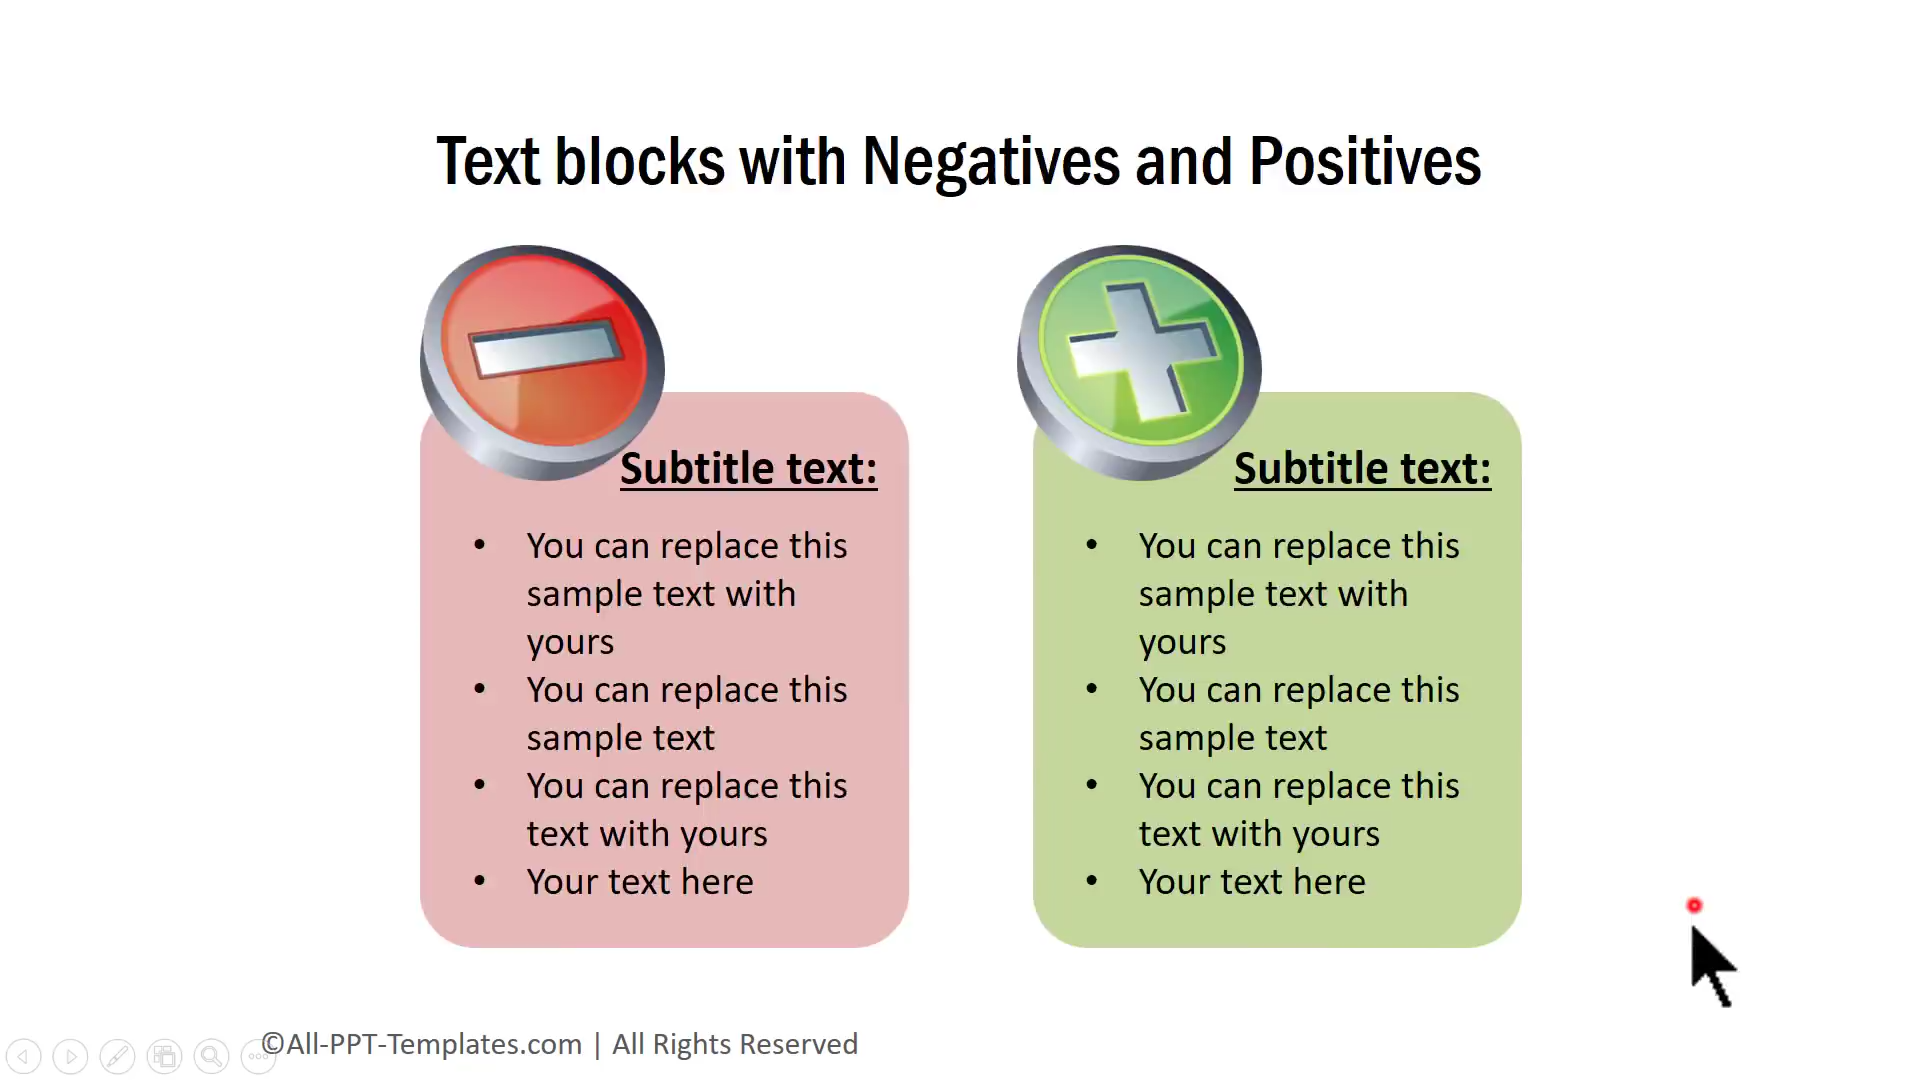 Text blocks with Negatives and Positives
Subtitle text:
• You can replace this
sample text with
yours
• You can replace this
sample text
• You can replace this
text with yours
• Your text here
Subtitle text:
• You can replace this
sample text with
yours
• You can replace this
sample text
• You can replace this
text with yours
• Your text here
©All-PPT-Templates.com | All Rights Reserved